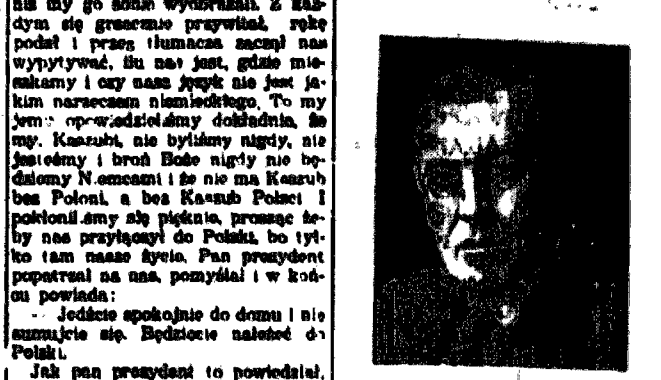 niż my go sobie wyobrażali. Z każ-
dym się grzecznie przywitał, rękę
podał i przez tłumacza zaczął nas
wypytywać, ilu nas jest, gdzie mie-
szkamy i czy nasz język nie jest ja-
kim narzeczem niemieckiego. To my
jemu opowiedzieliśmy dokładnie, że
my, Kaszubi, nie byliśmy nigdy, nie
jesteśmy i broń Boże nigdy nie bę-
dziemy Niemcami i że nie ma Kaszub
bez Poloni, a bez Kaszub Polsci I
pokłoniliśmy się pięknie, prosząc że-
by nas przyłączył do Polski, bo tyl-
ko tam nasze życie. Pan prezydent
popatrzał na nas, pomyślał i w koń-
cu powiada:
— Jedźcie spokojnie do domu i nie
sumujcie się. Będziecie należeć do
Polski.
Jak pan prezydent to powiedział,